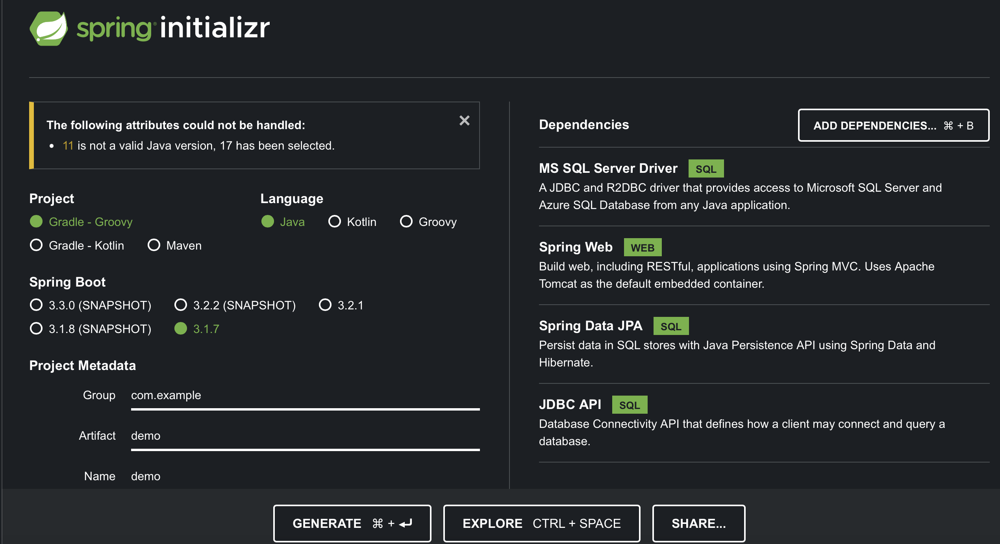 spring® initializr
The following attributes could not be handled:
• 11 is not a valid Java version, 17 has been selected.
Project
Gradle - Groovy
Gradle - Kotlin Maven
Language
Java Kotlin Groovy
Spring Boot
3.3.0 (SNAPSHOT) 3.2.2 (SNAPSHOT) 3.2.1
3.1.8 (SNAPSHOT) 3.1.7
Project Metadata
Group com.example
Artifact demo
Name demo
Dependencies
ADD DEPENDENCIES... ⌘ + B
MS SQL Server Driver SQL
A JDBC and R2DBC driver that provides access to Microsoft SQL Server and
Azure SQL Database from any Java application.
Spring Web WEB
Build web, including RESTful, applications using Spring MVC. Uses Apache
Tomcat as the default embedded container.
Spring Data JPA SQL
Persist data in SQL stores with Java Persistence API using Spring Data and
Hibernate.
JDBC API SQL
Database Connectivity API that defines how a client may connect and query a
database.
GENERATE ⌘ + ↵
EXPLORE CTRL + SPACE
SHARE...